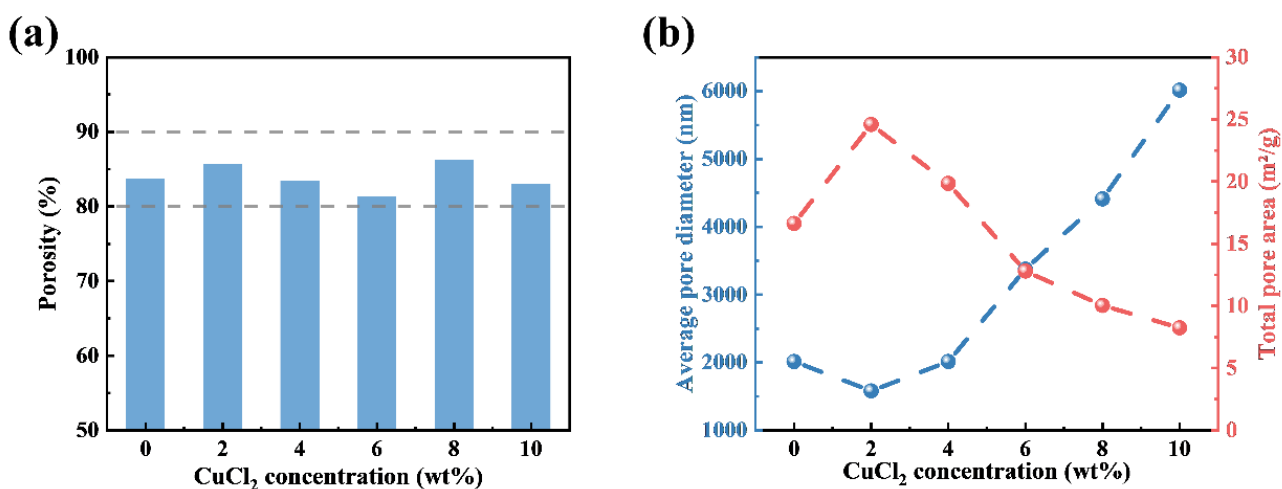 (a)
100
90
80
70
60
50
Porosity (%)
0 2 4 6 8 10
CuCl₂ concentration (wt%)
(b)
6000
5000
4000
3000
2000
1000
Average pore diameter (nm)
30
25
20
15
10
5
0
Total pore area (m²/g)
0 2 4 6 8 10
CuCl₂ concentration (wt%)